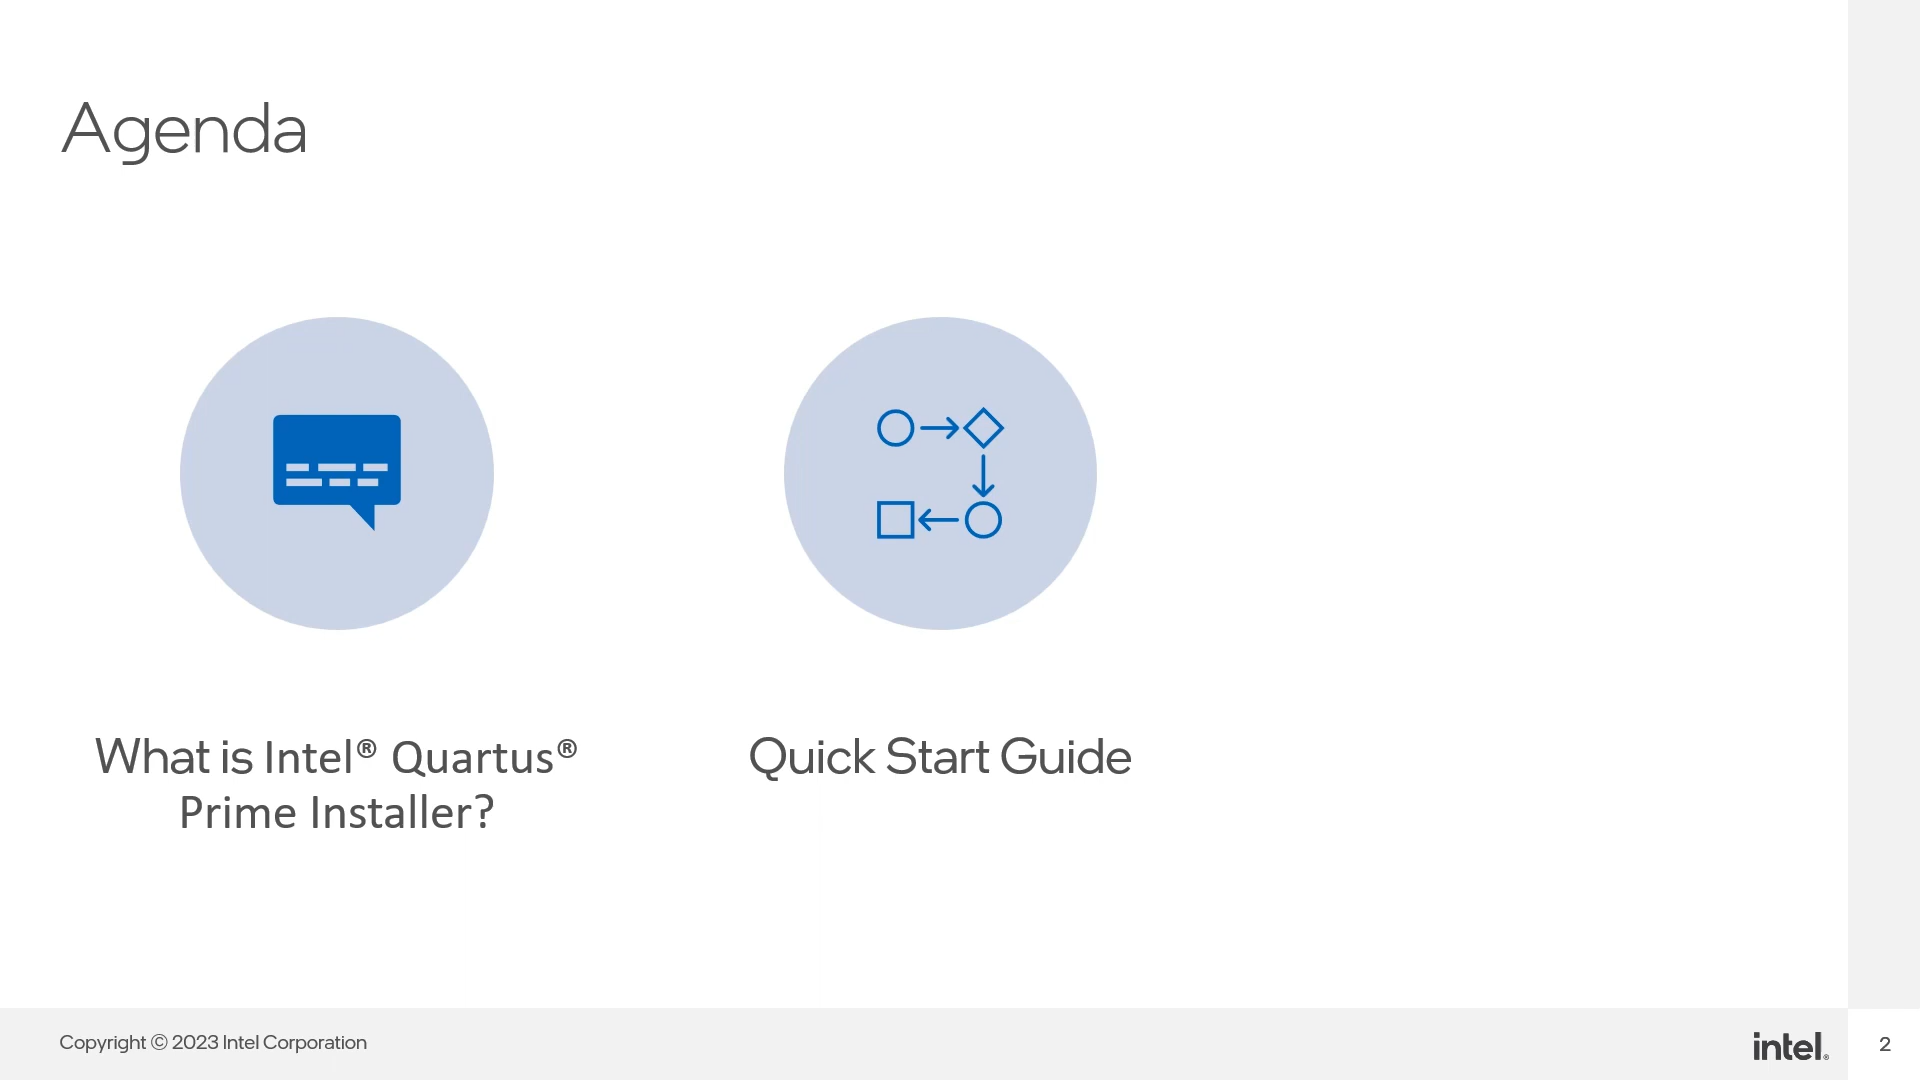 Agenda
What is Intel® Quartus®
Prime Installer?
Quick Start Guide
Copyright © 2023 Intel Corporation
intel®
2